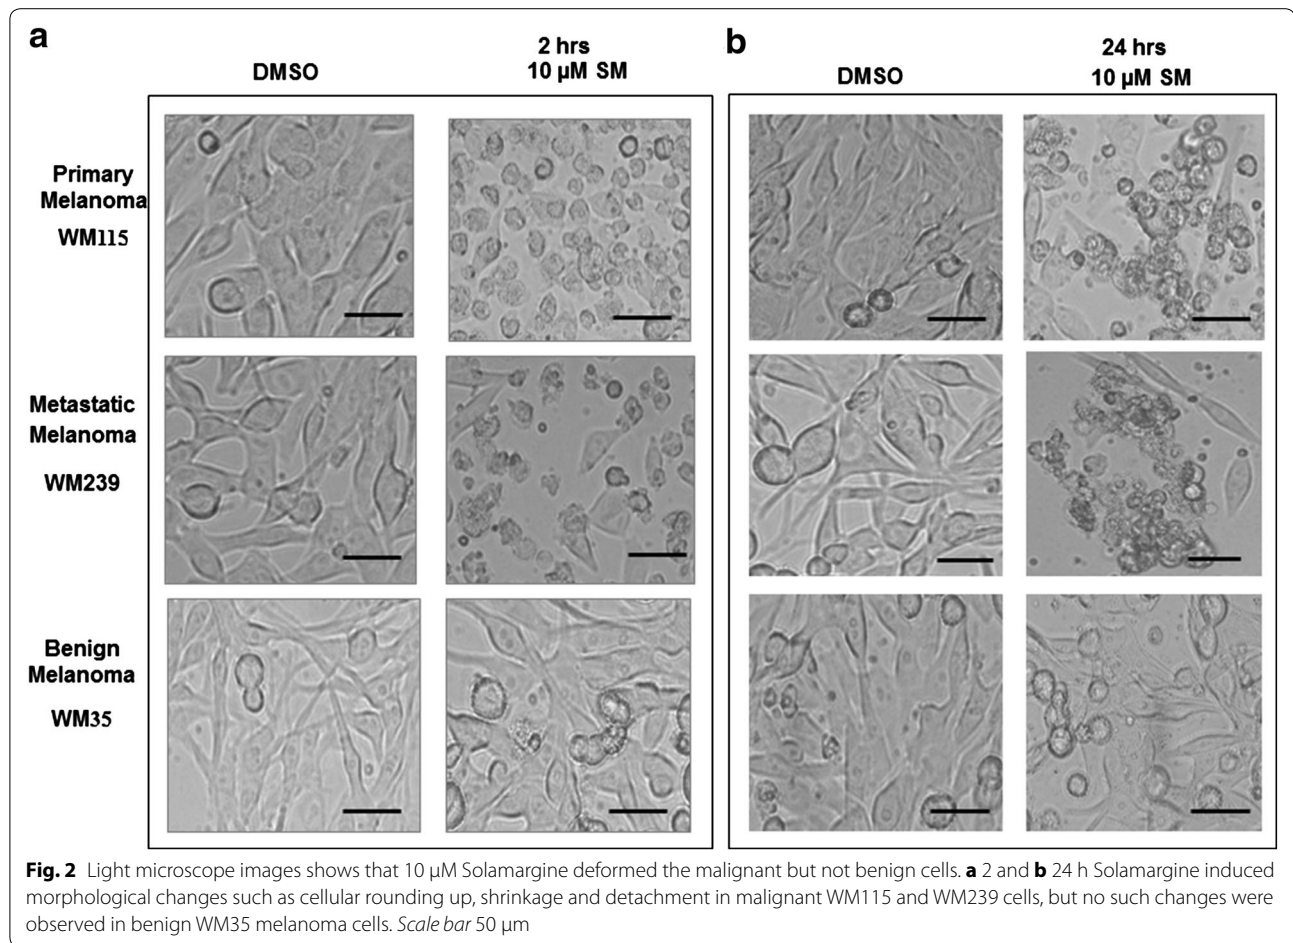 a
b
2 hrs
24 hrs
DMSO
10 µM SM
DMSO
10 µM SM
Primary
Melanoma
WM115
Metastatic
Melanoma
WM239
Benign
Melanoma
WM35
Fig. 2 Light microscope images shows that 10 µM Solamargine deformed the malignant but not benign cells. a 2 and b 24 h Solamargine induced
morphological changes such as cellular rounding up, shrinkage and detachment in malignant WM115 and WM239 cells, but no such changes were
observed in benign WM35 melanoma cells. Scale bar 50 µm